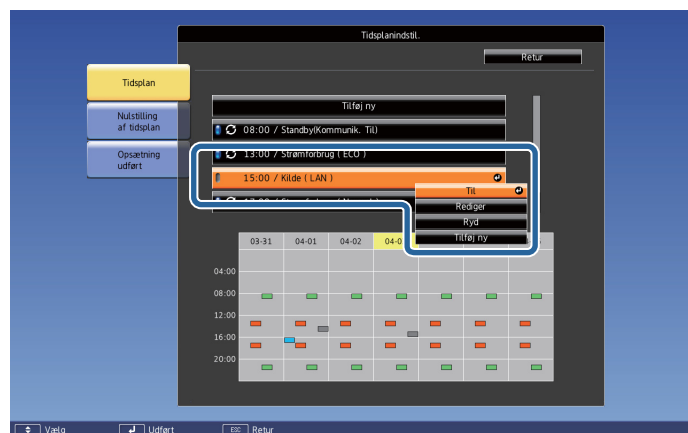 Tidsplanindstil.
Retur
Tidsplan
Nulstilling
af tidsplan
Opsætning
udført
Tilføj ny
08:00 / Standby(Kommunik. Til)
13:00 / Strømforbrug ( ECO )
15:00 / Kilde ( LAN )
Til
Rediger
Ryd
Tilføj ny
03-31 04-01 04-02 04-0
04:00
08:00
12:00
16:00
20:00
Vælg
Udført
ESC Retur